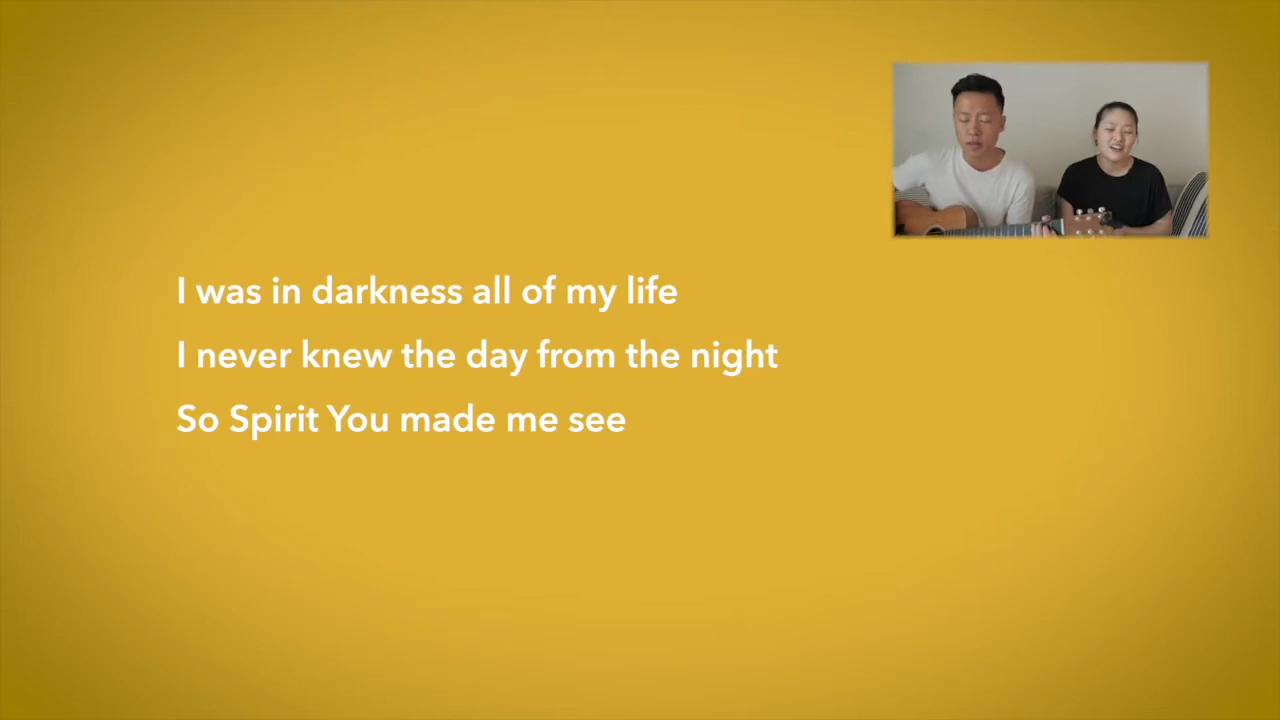 I was in darkness all of my life
I never knew the day from the night
So Spirit You made me see